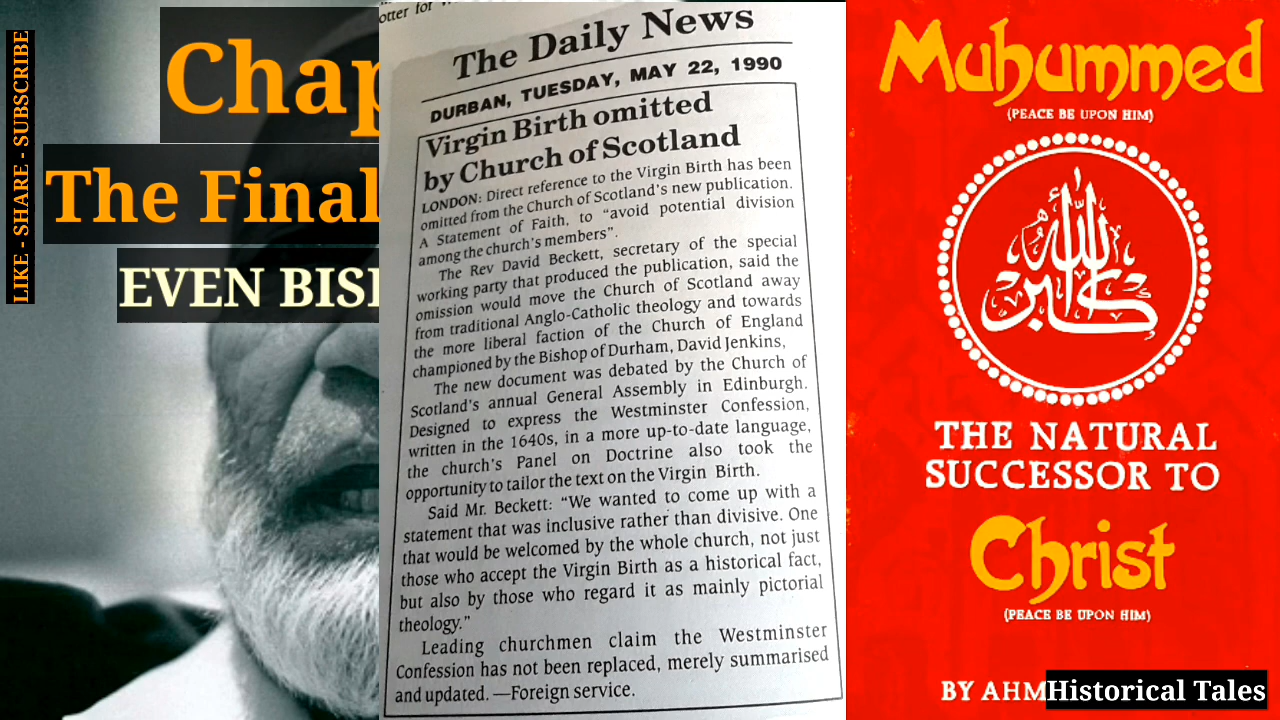 LIKE - SHARE - SUBSCRIBE
Chap
The Final
EVEN BIS
otter for
The Daily News
DURBAN, TUESDAY, MAY 22, 1990
Virgin Birth omitted
by Church of Scotland
LONDON: Direct reference to the Virgin Birth has been
omitted from the Church of Scotland's new publication.
A Statement of Faith, to “avoid potential division
among the church's members”.
The Rev David Beckett, secretary of the special
working party that produced the publication, said the
omission would move the Church of Scotland away
from traditional Anglo-Catholic theology and towards
the more liberal faction of the Church of England
championed by the Bishop of Durham, David Jenkins,
The new document was debated by the Church of
Scotland's annual General Assembly in Edinburgh.
Designed to express the Westminster Confession,
written in the 1640s, in a more up-to-date language,
the church's Panel on Doctrine also took the
opportunity to tailor the text on the Virgin Birth.
Said Mr. Beckett: “We wanted to come up with a
statement that was inclusive rather than divisive. One
that would be welcomed by the whole church, not just
those who accept the Virgin Birth as a historical fact,
but also by those who regard it as mainly pictorial
theology.”
Leading churchmen claim the Westminster
Confession has not been replaced, merely summarised
and updated. —Foreign service.
Muhummed
(PEACE BE UPON HIM)
الله أكبر
THE NATURAL
SUCCESSOR TO
Christ
(PEACE BE UPON HIM)
BY AHM
Historical Tales